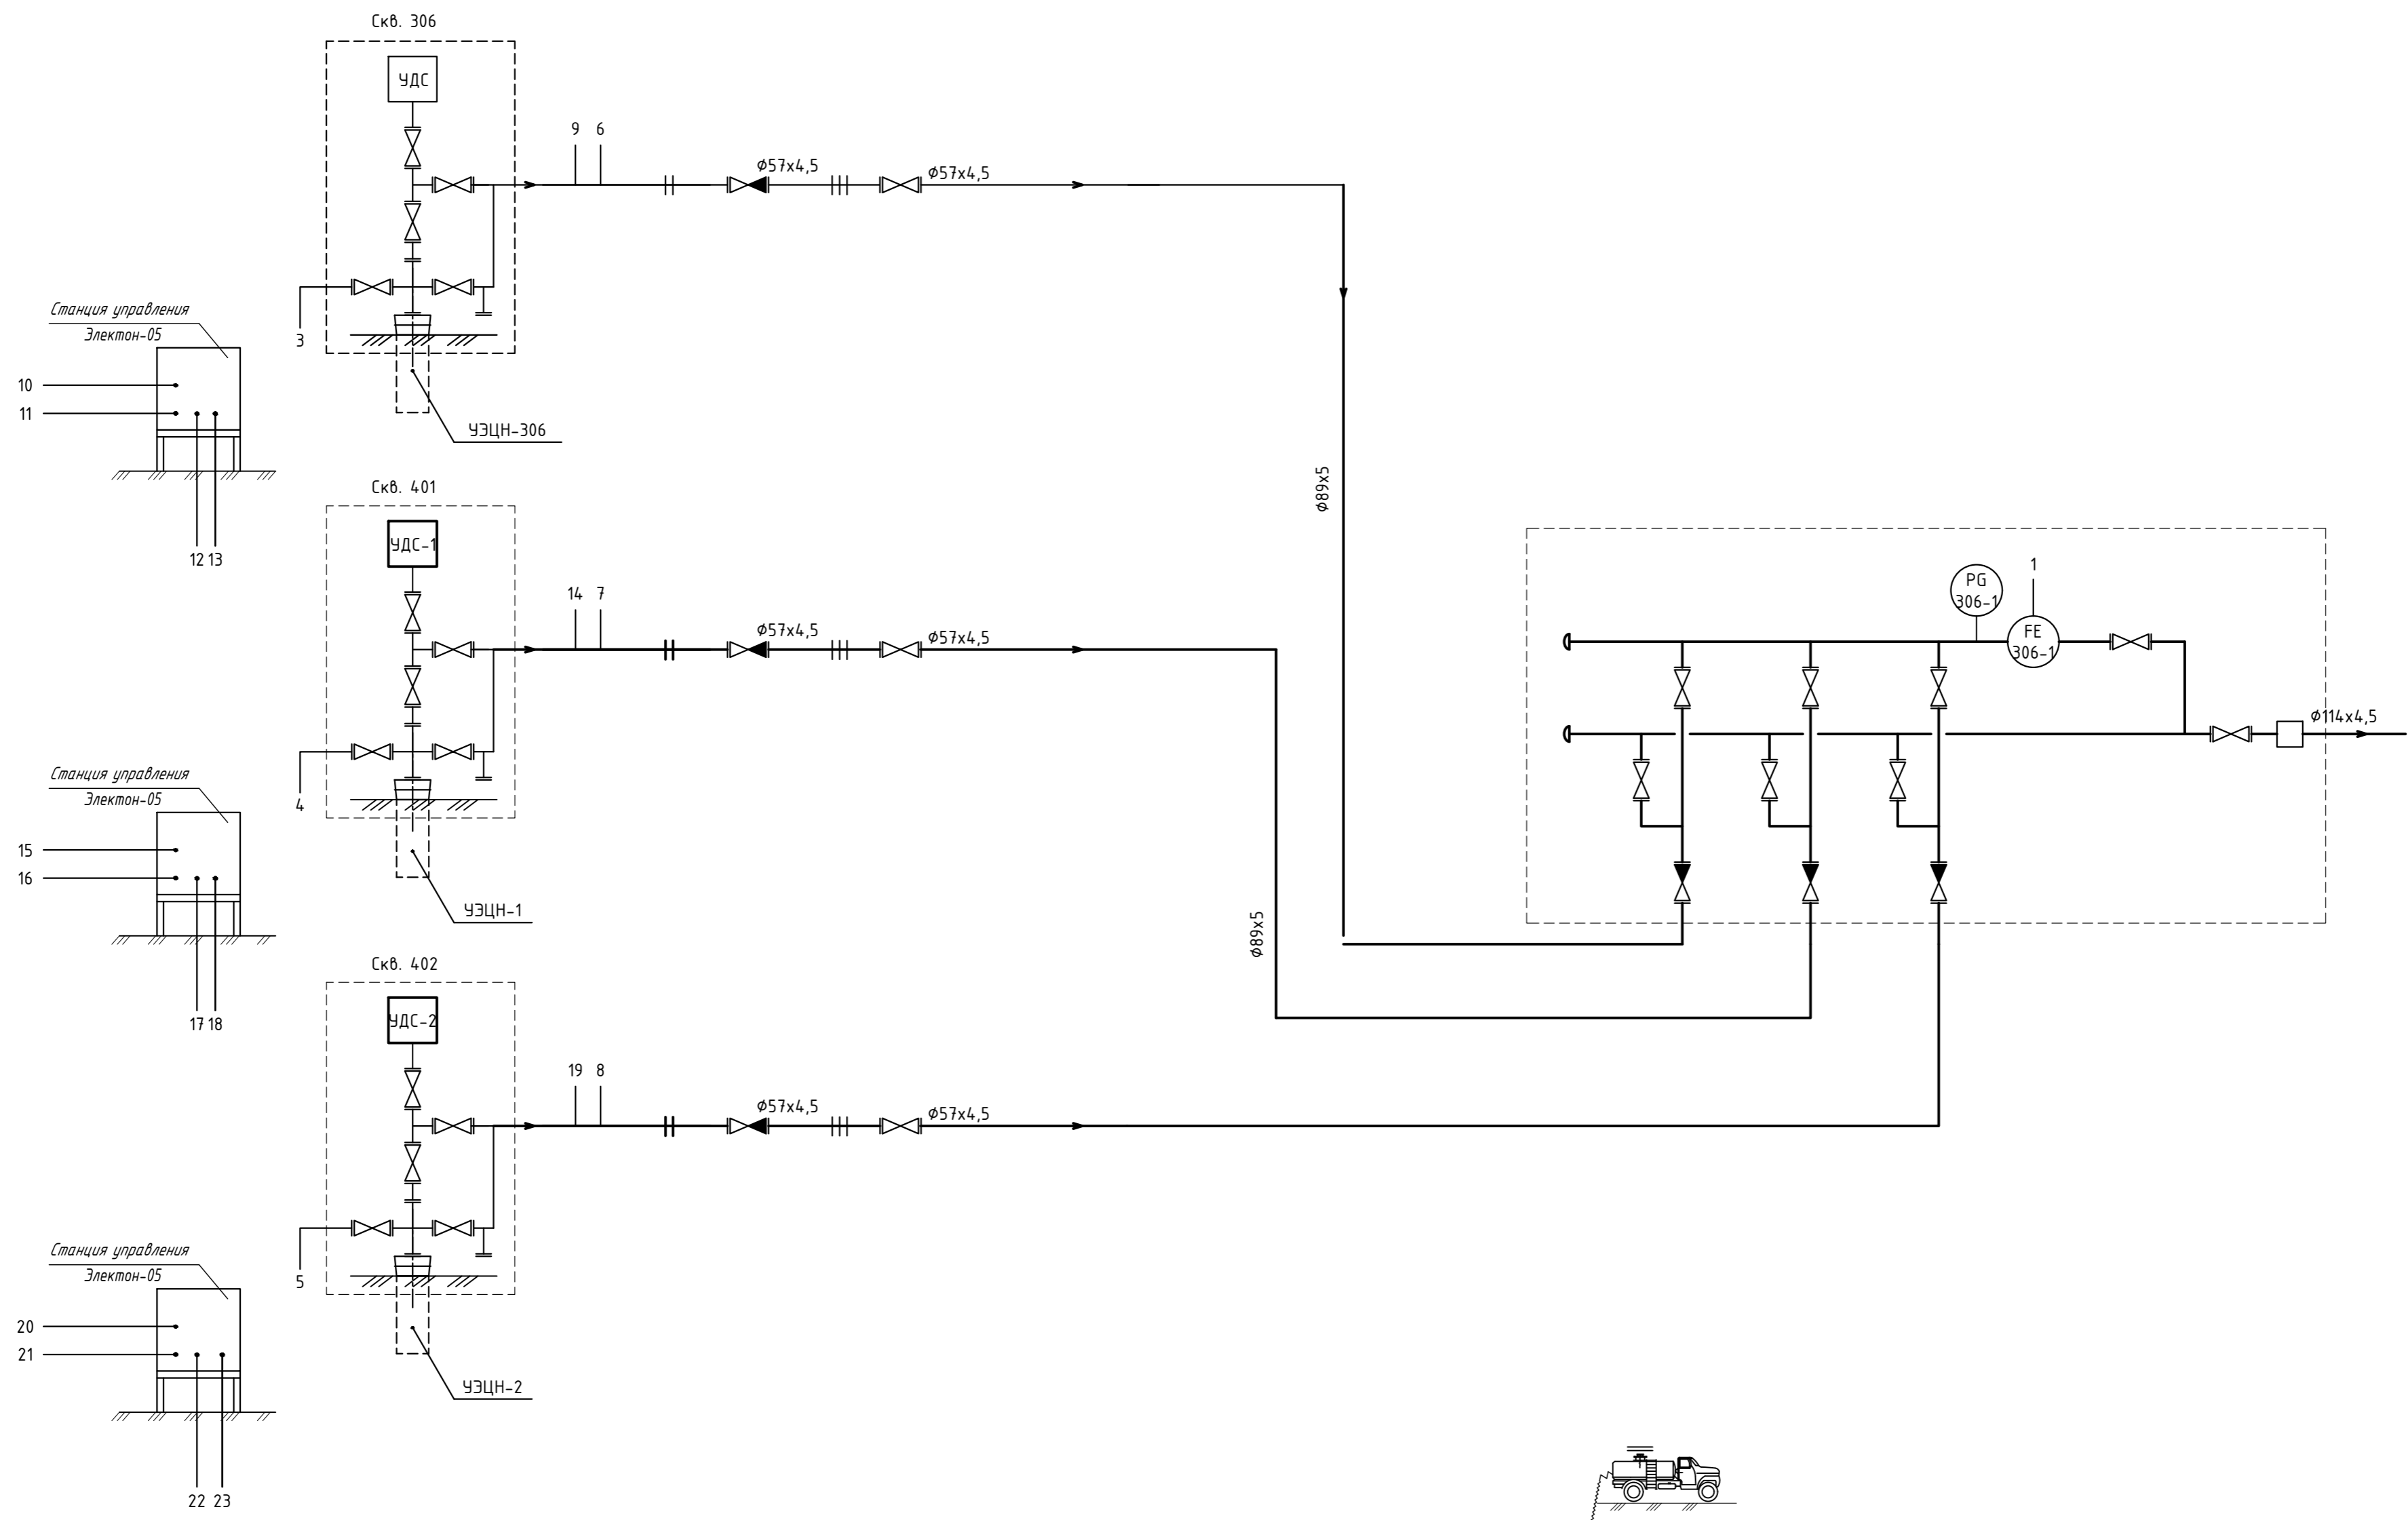 Скв. 306
УДС
9 6
ϕ57x4,5
ϕ57x4,5
3
Станция управления
Электон-05
10
11
12 13
УЭЦН-306
ϕ89x5
Скв. 401
УДС-1
14 7
ϕ57x4,5
ϕ57x4,5
4
Станция управления
Электон-05
15
16
17 18
УЭЦН-1
ϕ89x5
PG
306-1
1
FE
306-1
ϕ114x4,5
Скв. 402
УДС-2
19 8
ϕ57x4,5
ϕ57x4,5
5
Станция управления
Электон-05
20
21
22 23
УЭЦН-2